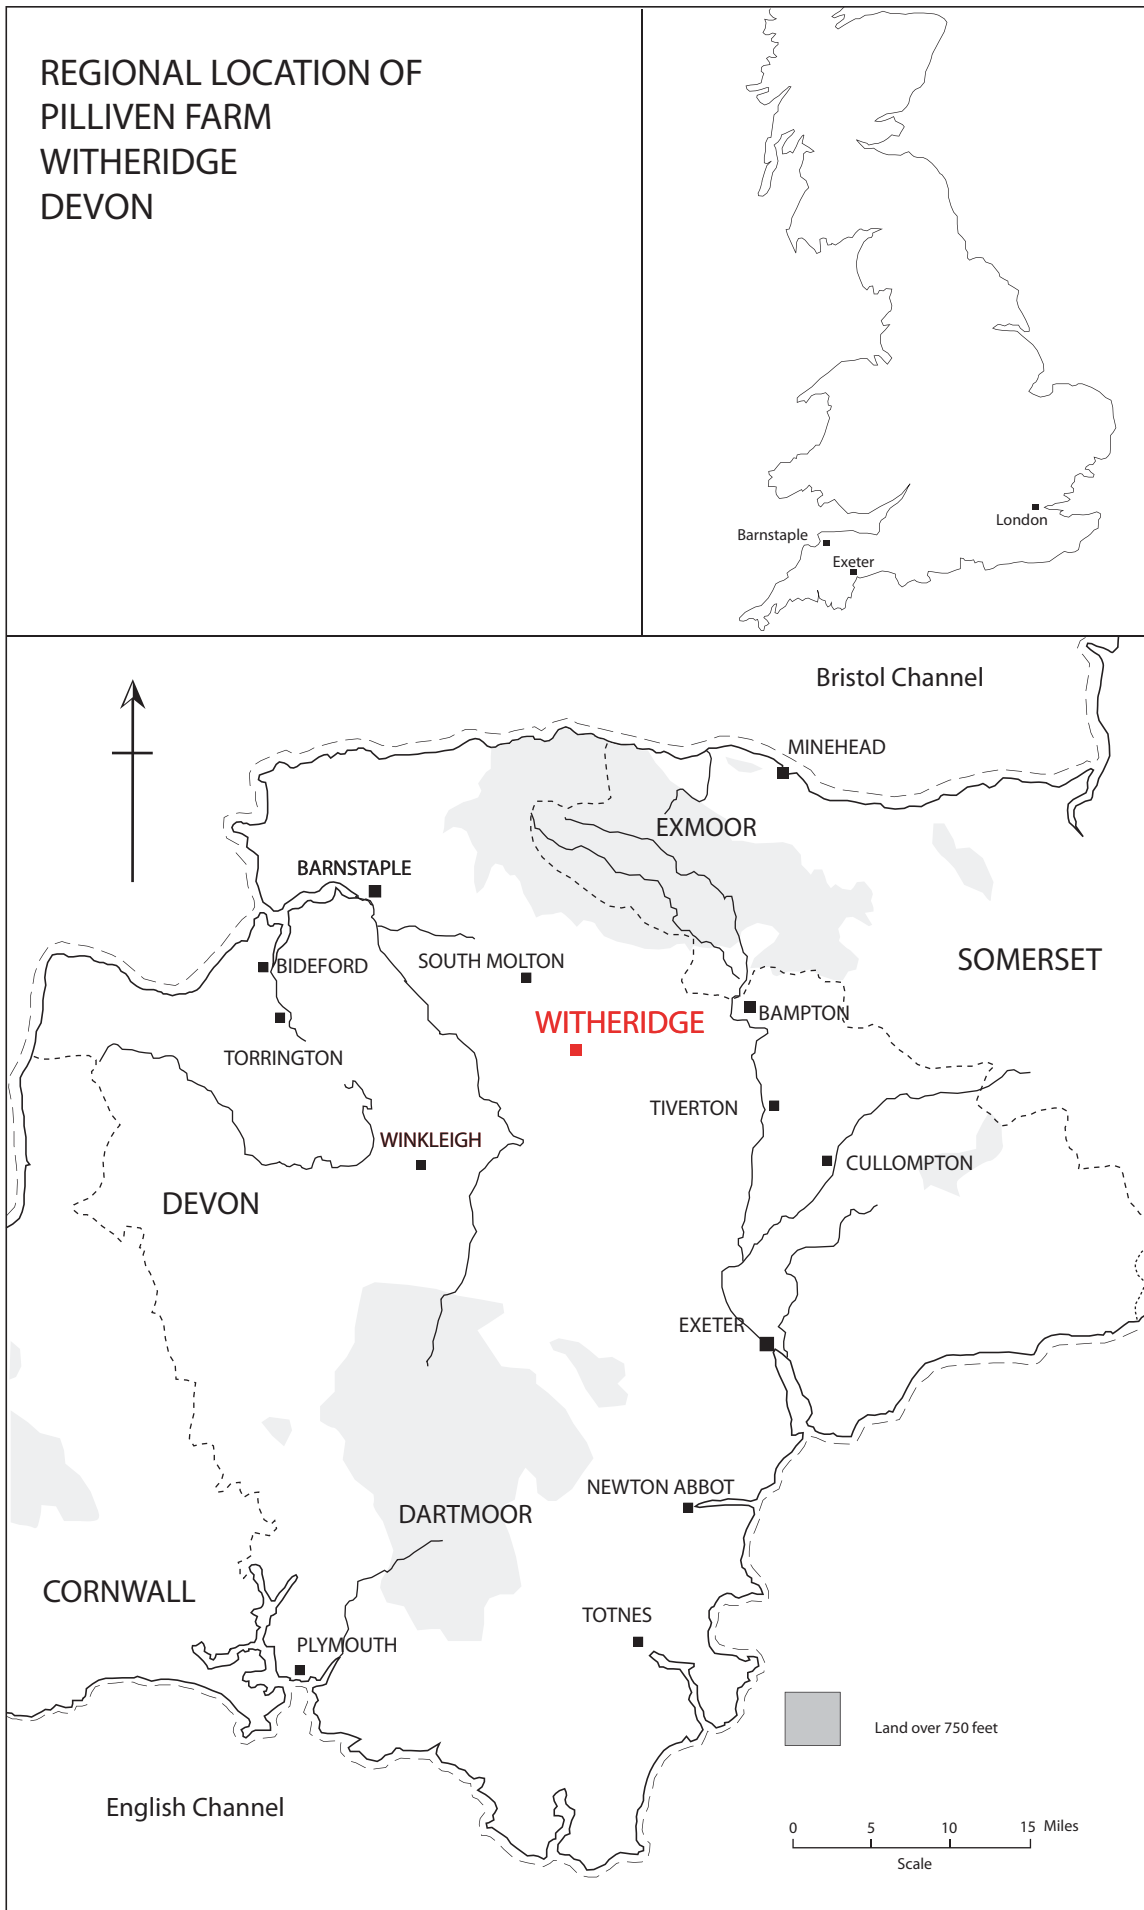 REGIONAL LOCATION OF
PILLIVEN FARM
WITHERIDGE
DEVON
London
Barnstaple
Exeter
Bristol Channel
MINEHEAD
EXMOOR
BARNSTAPLE
SOMERSET
BIDEFORD
SOUTH MOLTON
WITHERIDGE
BAMPTON
TORRINGTON
TIVERTON
WINKLEIGH
CULLOMPTON
DEVON
EXETER
NEWTON ABBOT
DARTMOOR
CORNWALL
TOTNES
PLYMOUTH
Land over 750 feet
English Channel
0 5 10 15 Miles
Scale